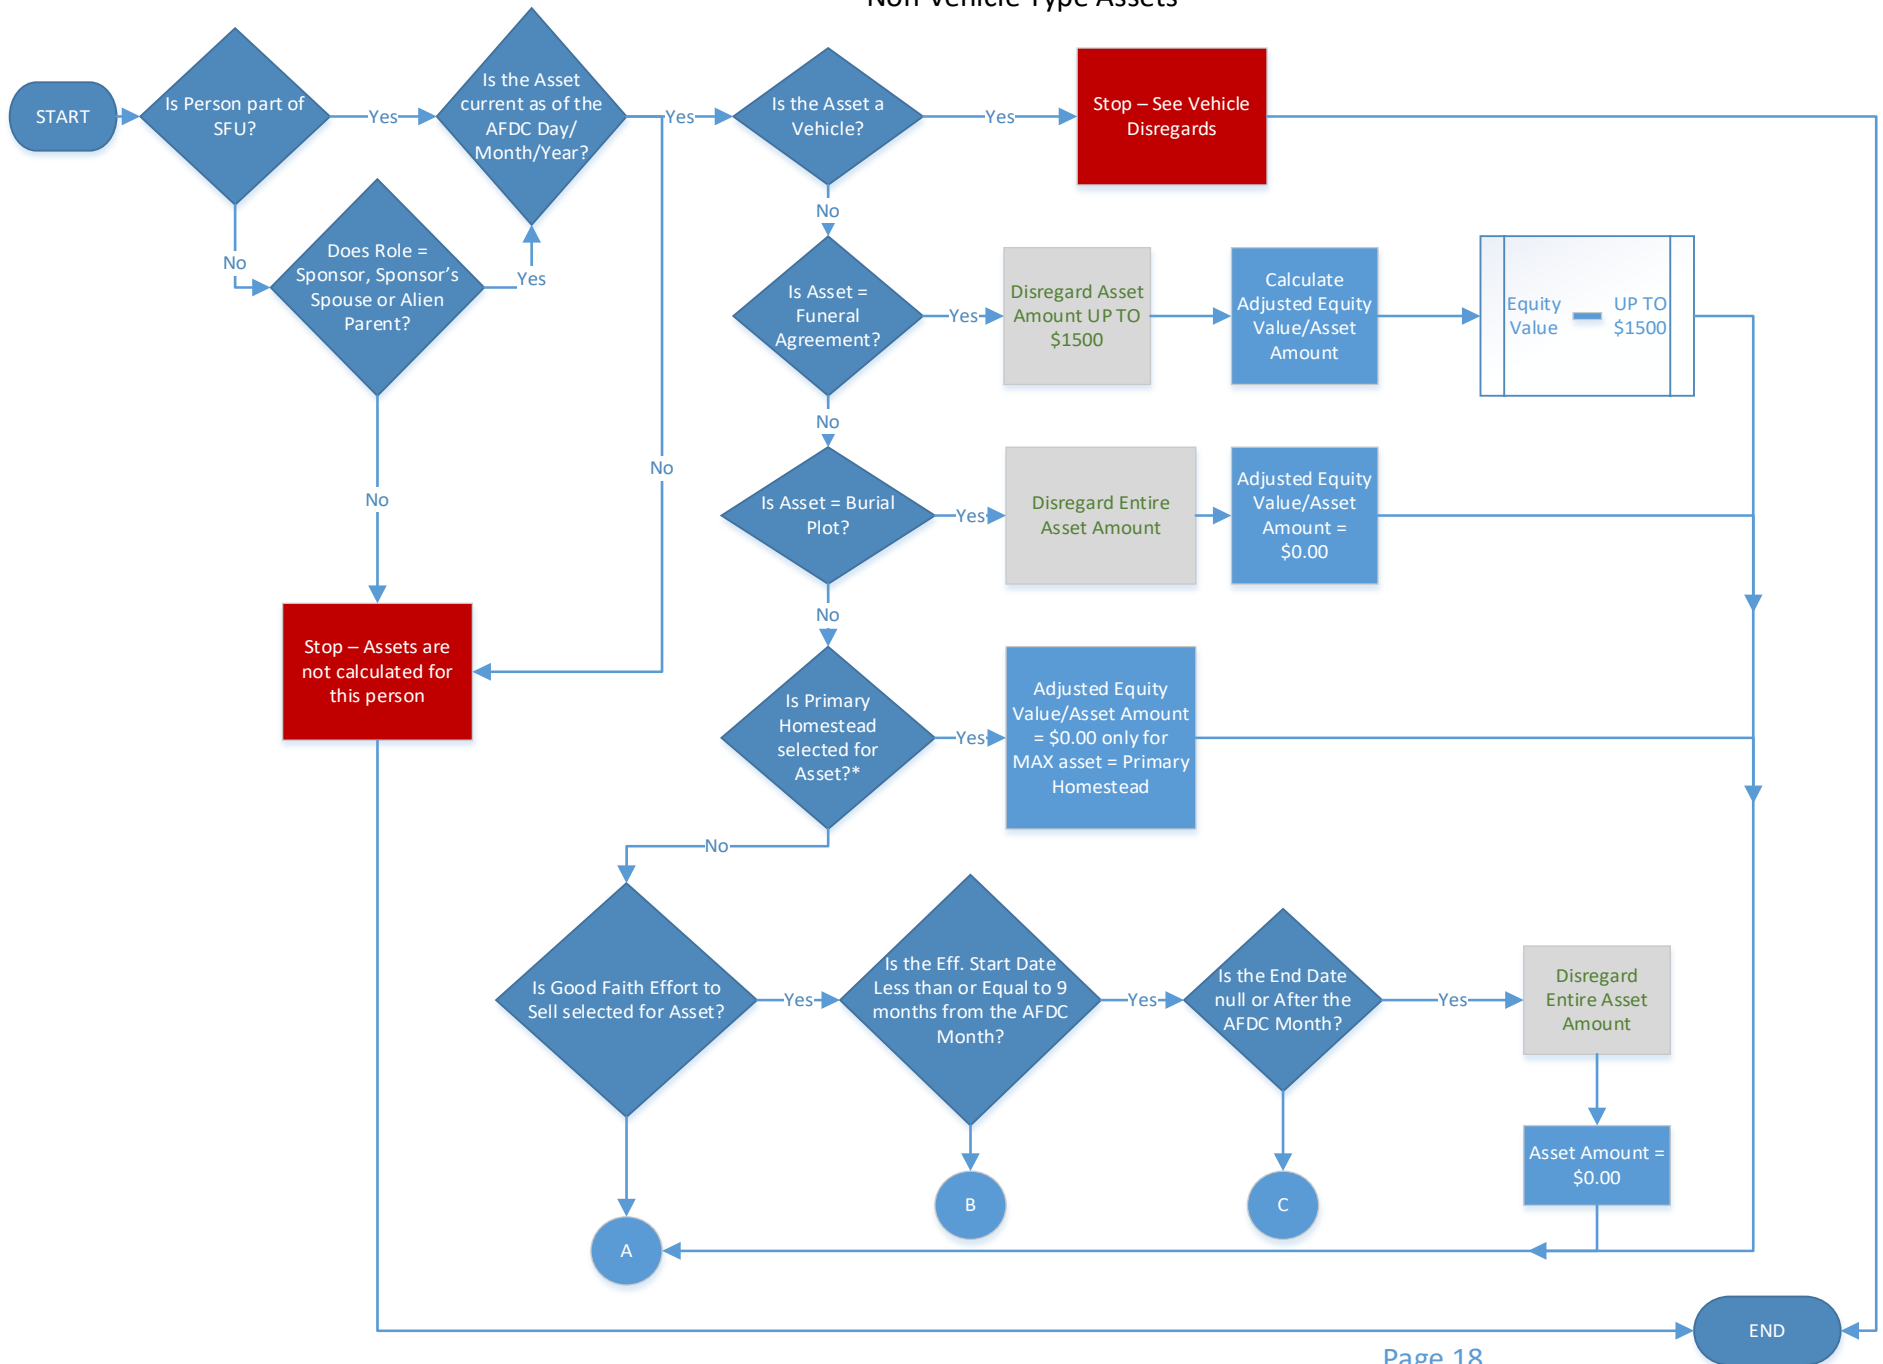 Non-Vehicle Type Assets
START
Is Person part of
SFU?
Yes
Is the Asset
current as of the
AFDC Day/
Month/Year?
Yes
Is the Asset a
Vehicle?
Yes
Stop – See Vehicle
Disregards
No
Does Role =
Sponsor, Sponsor's
Spouse or Alien
Parent?
Yes
No
No
Is Asset =
Funeral
Agreement?
Yes
Disregard Asset
Amount UP TO
$1500
Calculate
Adjusted Equity
Value/Asset
Amount
Equity
Value
UP TO
$1500
No
No
Is Asset = Burial
Plot?
Yes
Disregard Entire
Asset Amount
Adjusted Equity
Value/Asset
Amount =
$0.00
No
Stop – Assets are
not calculated for
this person
No
Is Primary
Homestead
selected for
Asset?*
Yes
Adjusted Equity
Value/Asset Amount
= $0.00 only for
MAX asset = Primary
Homestead
No
Is Good Faith Effort to
Sell selected for Asset?
Yes
Is the Eff. Start Date
Less than or Equal to 9
months from the AFDC
Month?
Yes
Is the End Date
null or After the
AFDC Month?
Yes
Disregard
Entire Asset
Amount
Asset Amount =
$0.00
A
B
C
END
Page 18